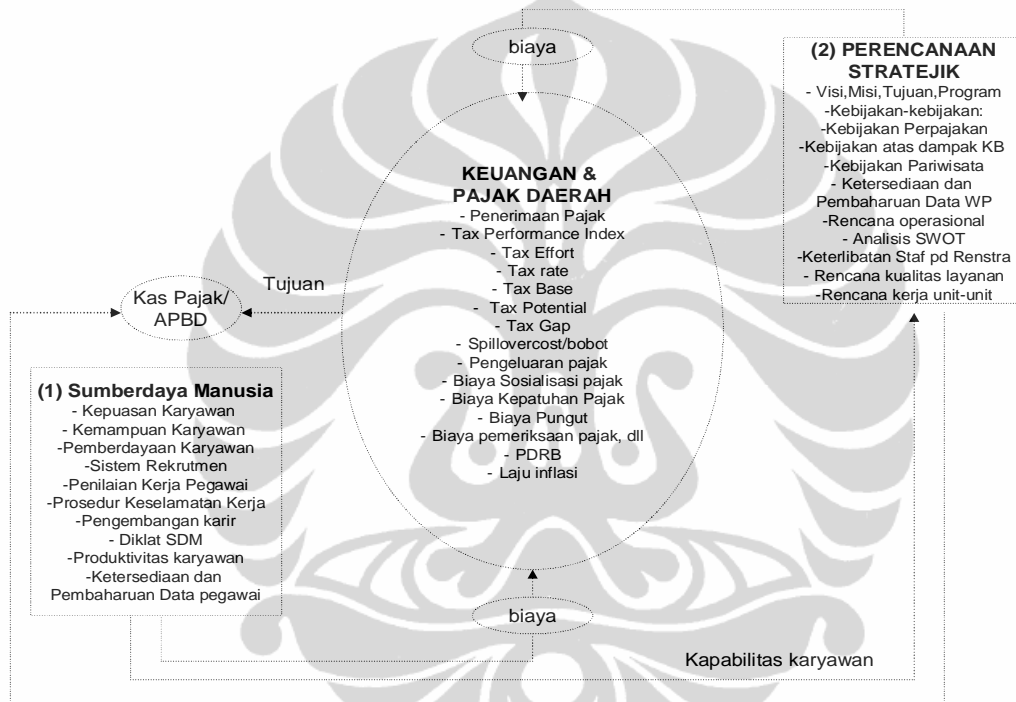 biaya
(2) PERENCANAAN
STRATEJIK
- Visi,Misi,Tujuan,Program
-Kebijakan-kebijakan:
-Kebijakan Perpajakan
-Kebijakan atas dampak KB
-Kebijakan Pariwisata
- Ketersediaan dan
Pembaharuan Data WP
-Rencana operasional
- Analisis SWOT
-Keterlibatan Staf pd Renstra
- Rencana kualitas layanan
-Rencana kerja unit-unit
KEUANGAN &
PAJAK DAERAH
- Penerimaan Pajak
- Tax Performance Index
- Tax Effort
- Tax rate
- Tax Base
- Tax Potential
- Tax Gap
- Spillovercost/bobot
- Pengeluaran pajak
- Biaya Sosialisasi pajak
- Biaya Kepatuhan Pajak
- Biaya Pungut
- Biaya pemeriksaan pajak, dll
- PDRB
- Laju inflasi
Tujuan
Kas Pajak/
APBD
(1) Sumberdaya Manusia
- Kepuasan Karyawan
- Kemampuan Karyawan
-Pemberdayaan Karyawan
-Sistem Rekrutmen
-Penilaian Kerja Pegawai
-Prosedur Keselamatan Kerja
-Pengembangan karir
- Diklat SDM
-Produktivitas karyawan
-Ketersediaan dan
Pembaharuan Data pegawai
biaya
Kapabilitas karyawan